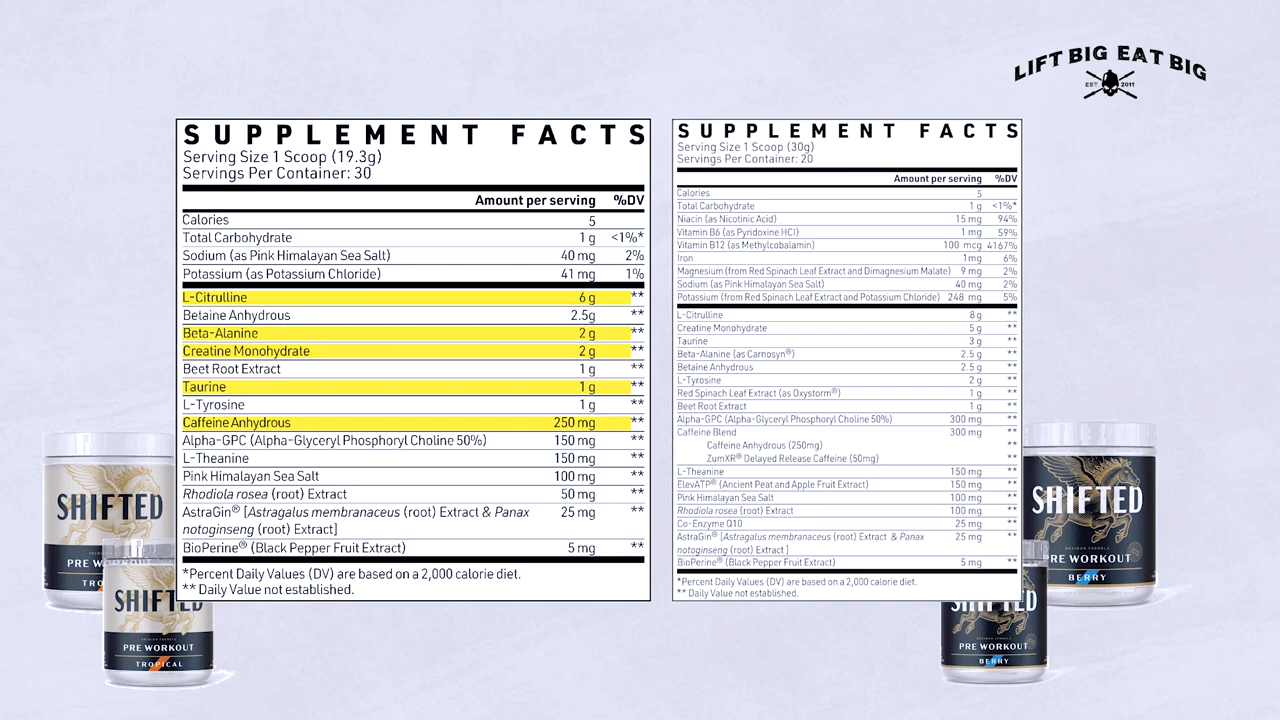 LIFT BIG EAT BIG
EST 2011
SUPPLEMENT FACTS
Serving Size 1 Scoop (19.3g)
Servings Per Container: 30
Amount per serving %DV
Calories 5
Total Carbohydrate 1 g <1%*
Sodium (as Pink Himalayan Sea Salt) 40 mg 2%
Potassium (as Potassium Chloride) 41 mg 1%
L-Citrulline 6 g **
Betaine Anhydrous 2.5g **
Beta-Alanine 2 g **
Creatine Monohydrate 2 g **
Beet Root Extract 1 g **
Taurine 1 g **
L-Tyrosine 1 g **
Caffeine Anhydrous 250 mg **
Alpha-GPC (Alpha-Glyceryl Phosphoryl Choline 50%) 150 mg **
L-Theanine 150 mg **
Pink Himalayan Sea Salt 100 mg **
Rhodiola rosea (root) Extract 50 mg **
AstraGin® [Astragalus membranaceus (root) Extract & Panax 25 mg **
notoginseng (root) Extract]
BioPerine® (Black Pepper Fruit Extract) 5 mg **
*Percent Daily Values (DV) are based on a 2,000 calorie diet.
** Daily Value not established.
SUPPLEMENT FACTS
Serving Size 1 Scoop (30g)
Servings Per Container: 20
Amount per serving %DV
Calories 5
Total Carbohydrate 1 g <1%*
Niacin (as Nicotinic Acid) 15 mg 94%
Vitamin B6 (as Pyridoxine HCl) 1 mg 59%
Vitamin B12 (as Methylcobalamin) 100 mcg 4167%
Iron 1mg 6%
Magnesium (from Red Spinach Leaf Extract and Dimagnesium Malate) 9 mg 2%
Sodium (as Pink Himalayan Sea Salt) 40 mg 2%
Potassium (from Red Spinach Leaf Extract and Potassium Chloride) 248 mg 5%
L-Citrulline 8 g **
Creatine Monohydrate 5 g **
Taurine 3 g **
Beta-Alanine (as Carnosyn®) 2.5 g **
Betaine Anhydrous 2.5 g **
L-Tyrosine 2 g **
Red Spinach Leaf Extract (as Oxystorm®) 1 g **
Beet Root Extract 1 g **
Alpha-GPC (Alpha-Glyceryl Phosphoryl Choline 50%) 300 mg **
Caffeine Blend 300 mg **
Caffeine Anhydrous (250mg) **
ZumXR® Delayed Release Caffeine (50mg) **
L-Theanine 150 mg **
ElevATP® (Ancient Peat and Apple Fruit Extract) 150 mg **
Pink Himalayan Sea Salt 100 mg **
Rhodiola rosea (root) Extract 100 mg **
Co-Enzyme Q10 25 mg **
AstraGin® [Astragalus membranaceus (root) Extract & Panax 25 mg **
notoginseng (root) Extract ]
BioPerine® (Black Pepper Fruit Extract) 5 mg **
*Percent Daily Values (DV) are based on a 2,000 calorie diet.
** Daily Value not established.
SHIFTED
PRE W
TRO
SHIFTED
PREMIUM FORMULA
PRE WORKOUT
TROPICAL
SHIFTED
MAXIMUM FORMULA
PRE WORKOUT
BERRY
SHIFTED
MAXIMUM FORMULA
PRE WORKOUT
BERRY